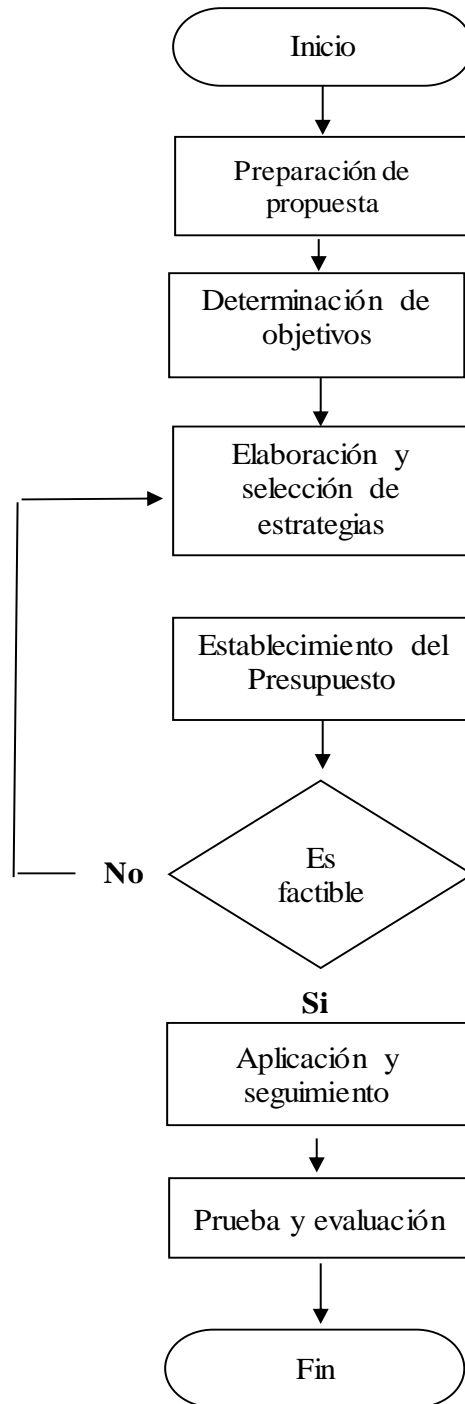 Inicio
Preparación de
propuesta
Determinación de
objetivos
Elaboración y
selección de
estrategias
Establecimiento del
Presupuesto
Es
factible
No
Si
Aplicación y
seguimiento
Prueba y evaluación
Fin